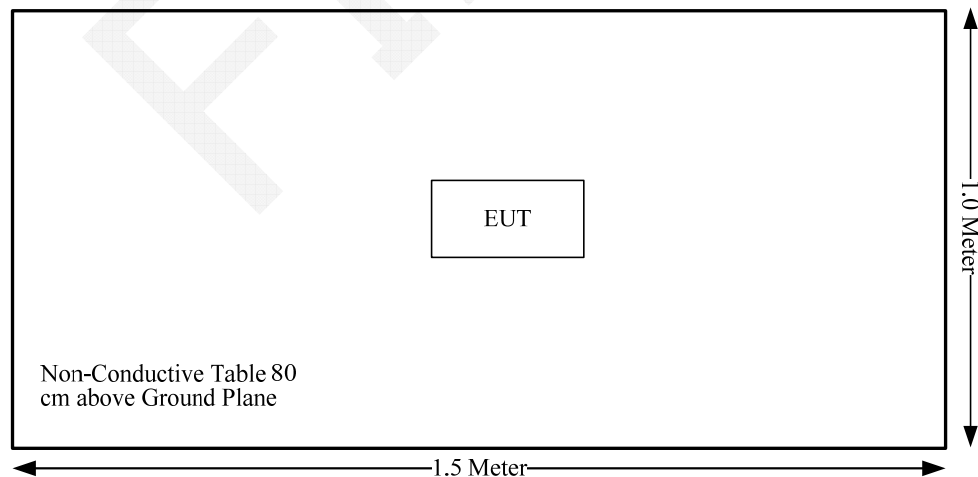 EUT
1.0 Meter
Non-Conductive Table 80
cm above Ground Plane
1.5 Meter